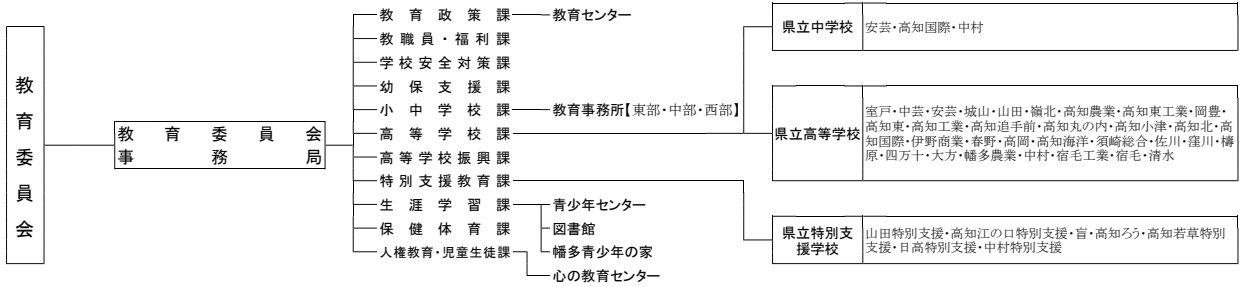 教育委員会
教育委員会
事務局
教育政策課
教職員・福利課
学校安全対策課
幼保支援課
小中学校課
高等学校課
高等学校振興課
特別支援教育課
生涯学習課
保健体育課
人権教育・児童生徒課
教育センター
教育事務所【東部・中部・西部】
青少年センター
図書館
幡多青少年の家
心の教育センター
県立中学校
安芸・高知国際・中村
県立高等学校
室戸・中芸・安芸・城山・山田・嶺北・高知農業・高知東工業・岡豊・
高知東・高知工業・高知追手前・高知丸の内・高知小津・高知北・高
知国際・伊野商業・春野・高岡・高知海洋・須崎総合・佐川・窪川・檮
原・四万十・大方・幡多農業・中村・宿毛工業・宿毛・清水
県立特別支
援学校
山田特別支援・高知江の口特別支援・盲・高知ろう・高知若草特別
支援・日高特別支援・中村特別支援